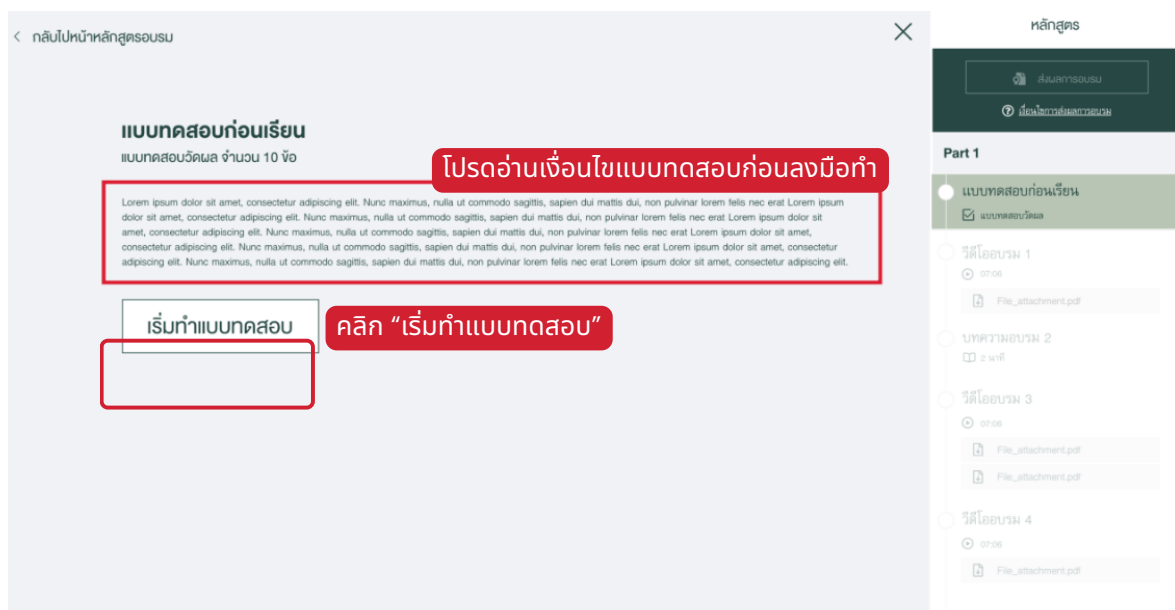 กลับไปหน้าหลักสูตรอบรม
แบบทดสอบก่อนเรียน
แบบทดสอบวัดผล จำนวน 10 ข้อ
โปรดอ่านเงื่อนไขแบบทดสอบก่อนลงมือทำ
Lorem ipsum dolor sit amet, consectetur adipiscing elit. Nunc maximus, nulla ut commodo sagittis, sapien dui mattis dui, non pulvinar lorem felis nec erat Lorem ipsum
dolor sit amet, consectetur adipiscing elit. Nunc maximus, nulla ut commodo sagittis, sapien dui mattis dui, non pulvinar lorem felis nec erat Lorem ipsum dolor sit
amet, consectetur adipiscing elit. Nunc maximus, nulla ut commodo sagittis, sapien dui mattis dui, non pulvinar lorem felis nec erat Lorem ipsum dolor sit amet,
consectetur adipiscing elit. Nunc maximus, nulla ut commodo sagittis, sapien dui mattis dui, non pulvinar lorem felis nec erat Lorem ipsum dolor sit amet, consectetur
adipiscing elit. Nunc maximus, nulla ut commodo sagittis, sapien dui mattis dui, non pulvinar lorem felis nec erat Lorem ipsum dolor sit amet, consectetur adipiscing elit.
เริ่มทำแบบทดสอบ
คลิก “เริ่มทำแบบทดสอบ”
หลักสูตร
ส่งผลการอบรม
เงื่อนไขการส่งผลการอบรม
Part 1
แบบทดสอบก่อนเรียน
แบบทดสอบวัดผล
วีดีโออบรม 1
07:06
File_attachment.pdf
บทความอบรม 2
2 นาที
วีดีโออบรม 3
07:06
File_attachment.pdf
File_attachment.pdf
วีดีโออบรม 4
07:06
File_attachment.pdf